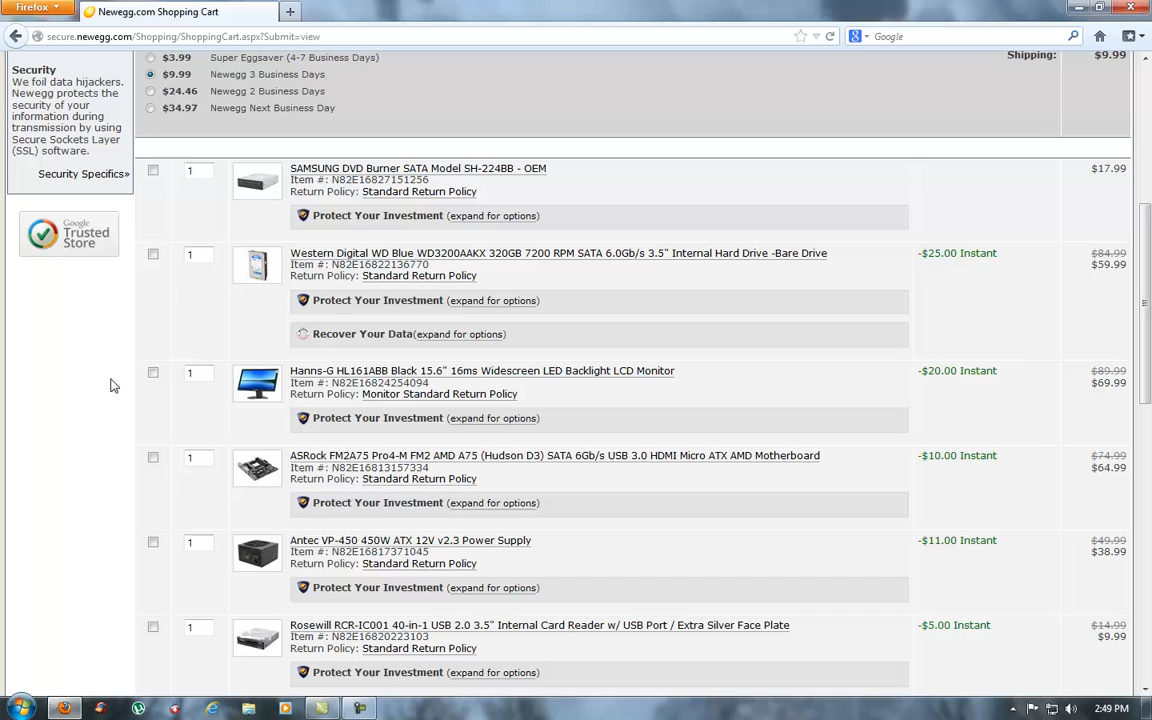 Firefox
Newegg.com Shopping Cart
secure.newegg.com/Shopping/ShoppingCart.aspx?Submit=view
Google
Security
We foil data hijackers.
Newegg protects the
security of your
information during
transmission by using
Secure Sockets Layer
(SSL) software.
Security Specifics»
Google
Trusted
Store
$3.99 Super Eggsaver (4-7 Business Days)
Shipping: $9.99
$9.99 Newegg 3 Business Days
$24.46 Newegg 2 Business Days
$34.97 Newegg Next Business Day
1 SAMSUNG DVD Burner SATA Model SH-224BB - OEM $17.99
Item #: N82E16827151256
Return Policy: Standard Return Policy
Protect Your Investment (expand for options)
1 Western Digital WD Blue WD3200AAKX 320GB 7200 RPM SATA 6.0Gb/s 3.5" Internal Hard Drive -Bare Drive -$25.00 Instant $84.99
Item #: N82E16822136770 $59.99
Return Policy: Standard Return Policy
Protect Your Investment (expand for options)
Recover Your Data(expand for options)
1 Hanns-G HL161ABB Black 15.6" 16ms Widescreen LED Backlight LCD Monitor -$20.00 Instant $89.99
Item #: N82E16824254094 $69.99
Return Policy: Monitor Standard Return Policy
Protect Your Investment (expand for options)
1 ASRock FM2A75 Pro4-M FM2 AMD A75 (Hudson D3) SATA 6Gb/s USB 3.0 HDMI Micro ATX AMD Motherboard -$10.00 Instant $74.99
Item #: N82E16813157334 $64.99
Return Policy: Standard Return Policy
Protect Your Investment (expand for options)
1 Antec VP-450 450W ATX 12V v2.3 Power Supply -$11.00 Instant $49.99
Item #: N82E16817371045 $38.99
Return Policy: Standard Return Policy
Protect Your Investment (expand for options)
1 Rosewill RCR-IC001 40-in-1 USB 2.0 3.5" Internal Card Reader w/ USB Port / Extra Silver Face Plate -$5.00 Instant $14.99
Item #: N82E16820223103 $9.99
Return Policy: Standard Return Policy
Protect Your Investment (expand for options)
2:49 PM